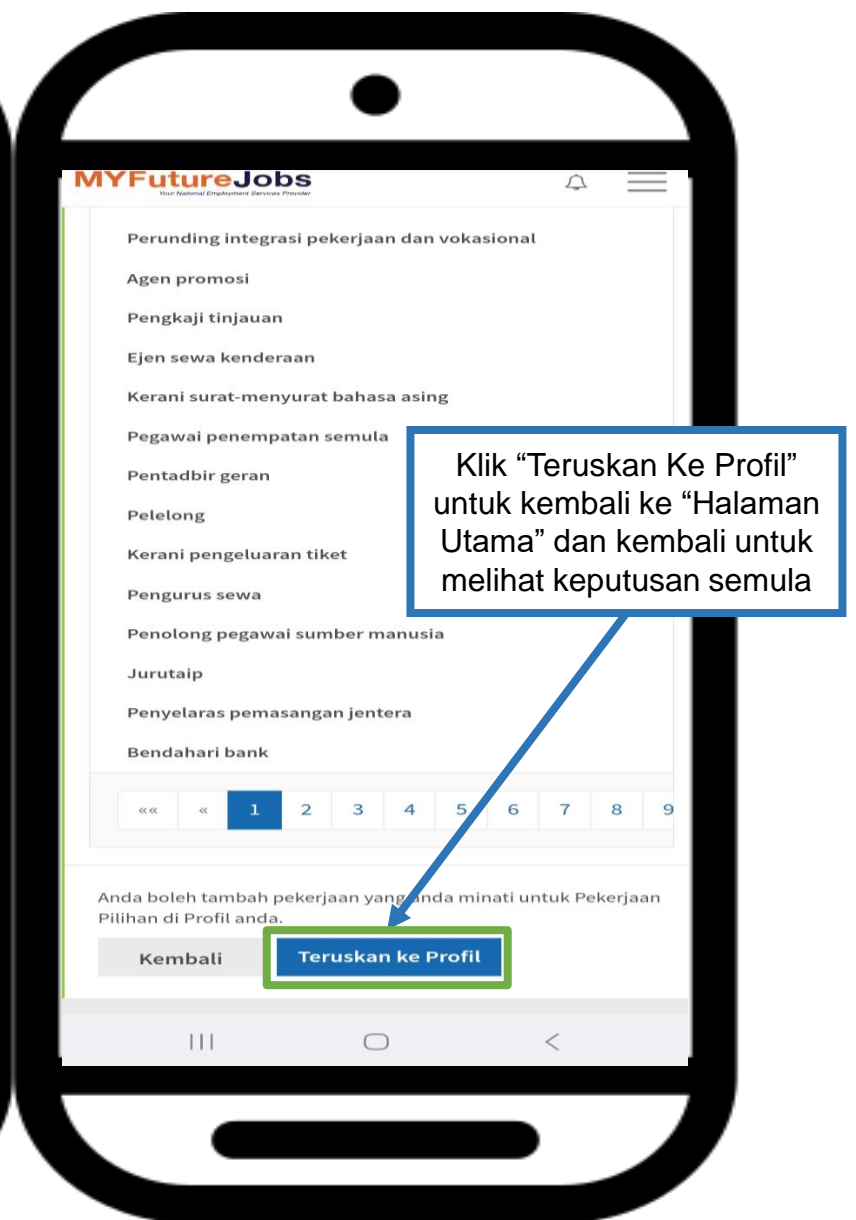 MYFutureJobs
Your National Employment Services Provider
Perunding integrasi pekerjaan dan vokasional
Agen promosi
Pengkaji tinjauan
Ejen sewa kenderaan
Kerani surat-menyurat bahasa asing
Pegawai penempatan semula
Pentadbir geran
Pelelong
Kerani pengeluaran tiket
Pengurus sewa
Penolong pegawai sumber manusia
Jurutaip
Penyelaras pemasangan jentera
Bendahari bank
Klik “Teruskan Ke Profil”
untuk kembali ke “Halaman
Utama” dan kembali untuk
melihat keputusan semula
«« « 1 2 3 4 5 6 7 8 9
Anda boleh tambah pekerjaan yang anda minati untuk Pekerjaan
Pilihan di Profil anda.
Kembali Teruskan ke Profil